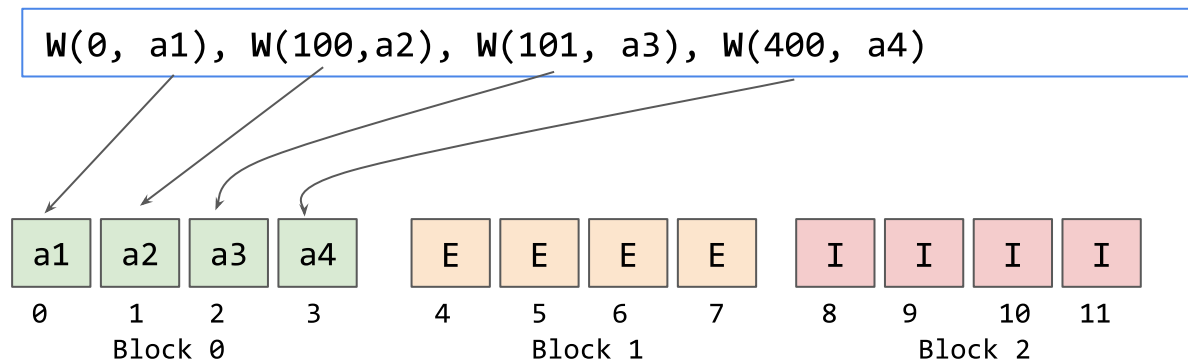 W(0, a1), W(100,a2), W(101, a3), W(400, a4)
a1 a2 a3 a4 E E E E I I I I
0 1 2 3 4 5 6 7 8 9 10 11
Block 0 Block 1 Block 2